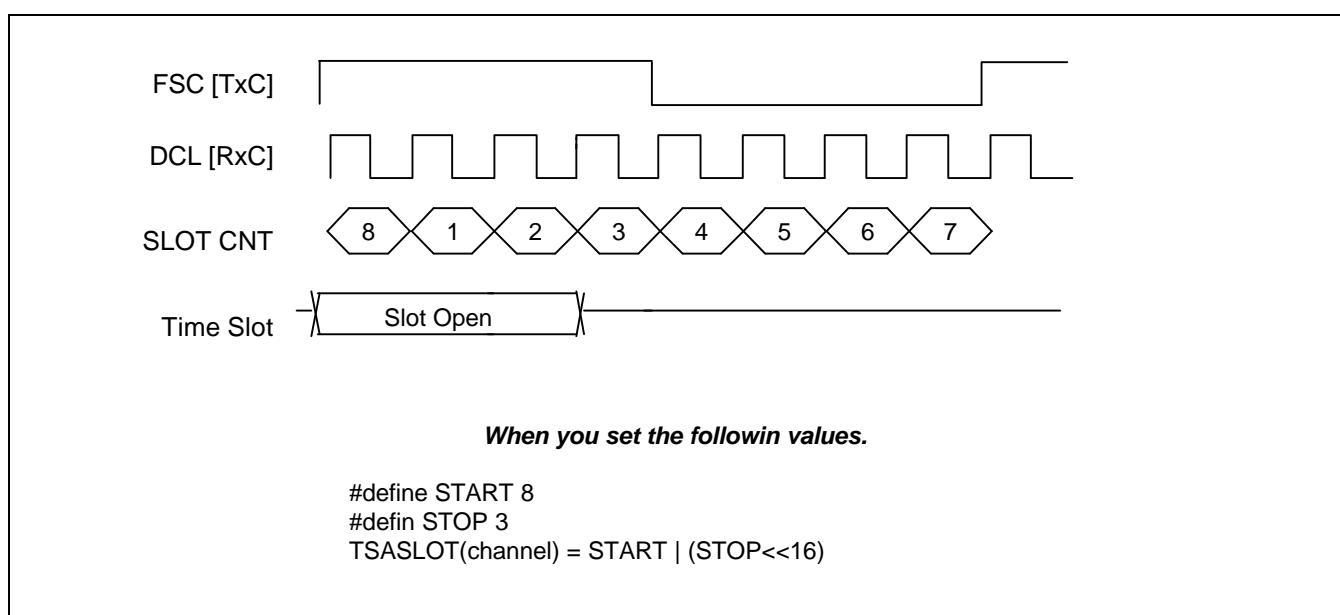 FSC [TxC]
DCL [RxC]
SLOT CNT
8 1 2 3 4 5 6 7
Time Slot
Slot Open
When you set the followin values.
#define START 8
#defin STOP 3
TSASLOT(channel) = START | (STOP<<16)